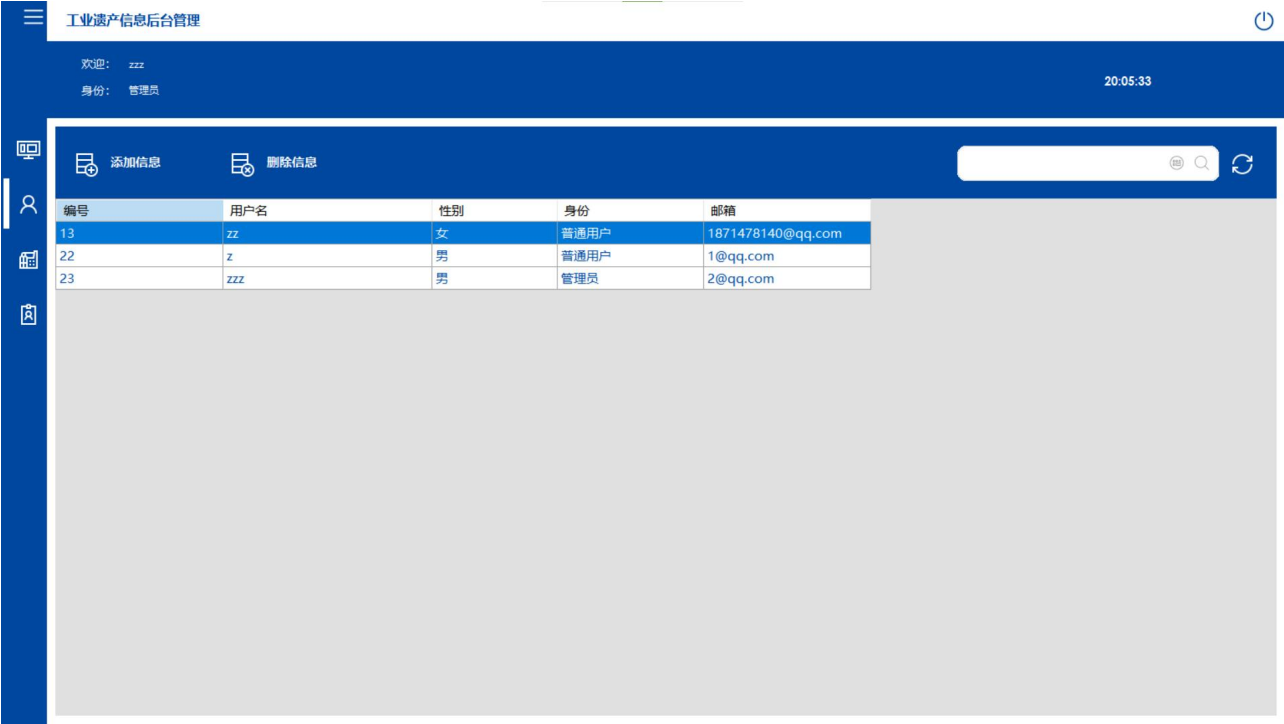 工业遗产信息后台管理
欢迎： zzz
身份： 管理员
20:05:33
添加信息 删除信息
编号 用户名 性别 身份 邮箱
13 zz 女 普通用户 1871478140@qq.com
22 z 男 普通用户 1@qq.com
23 zzz 男 管理员 2@qq.com